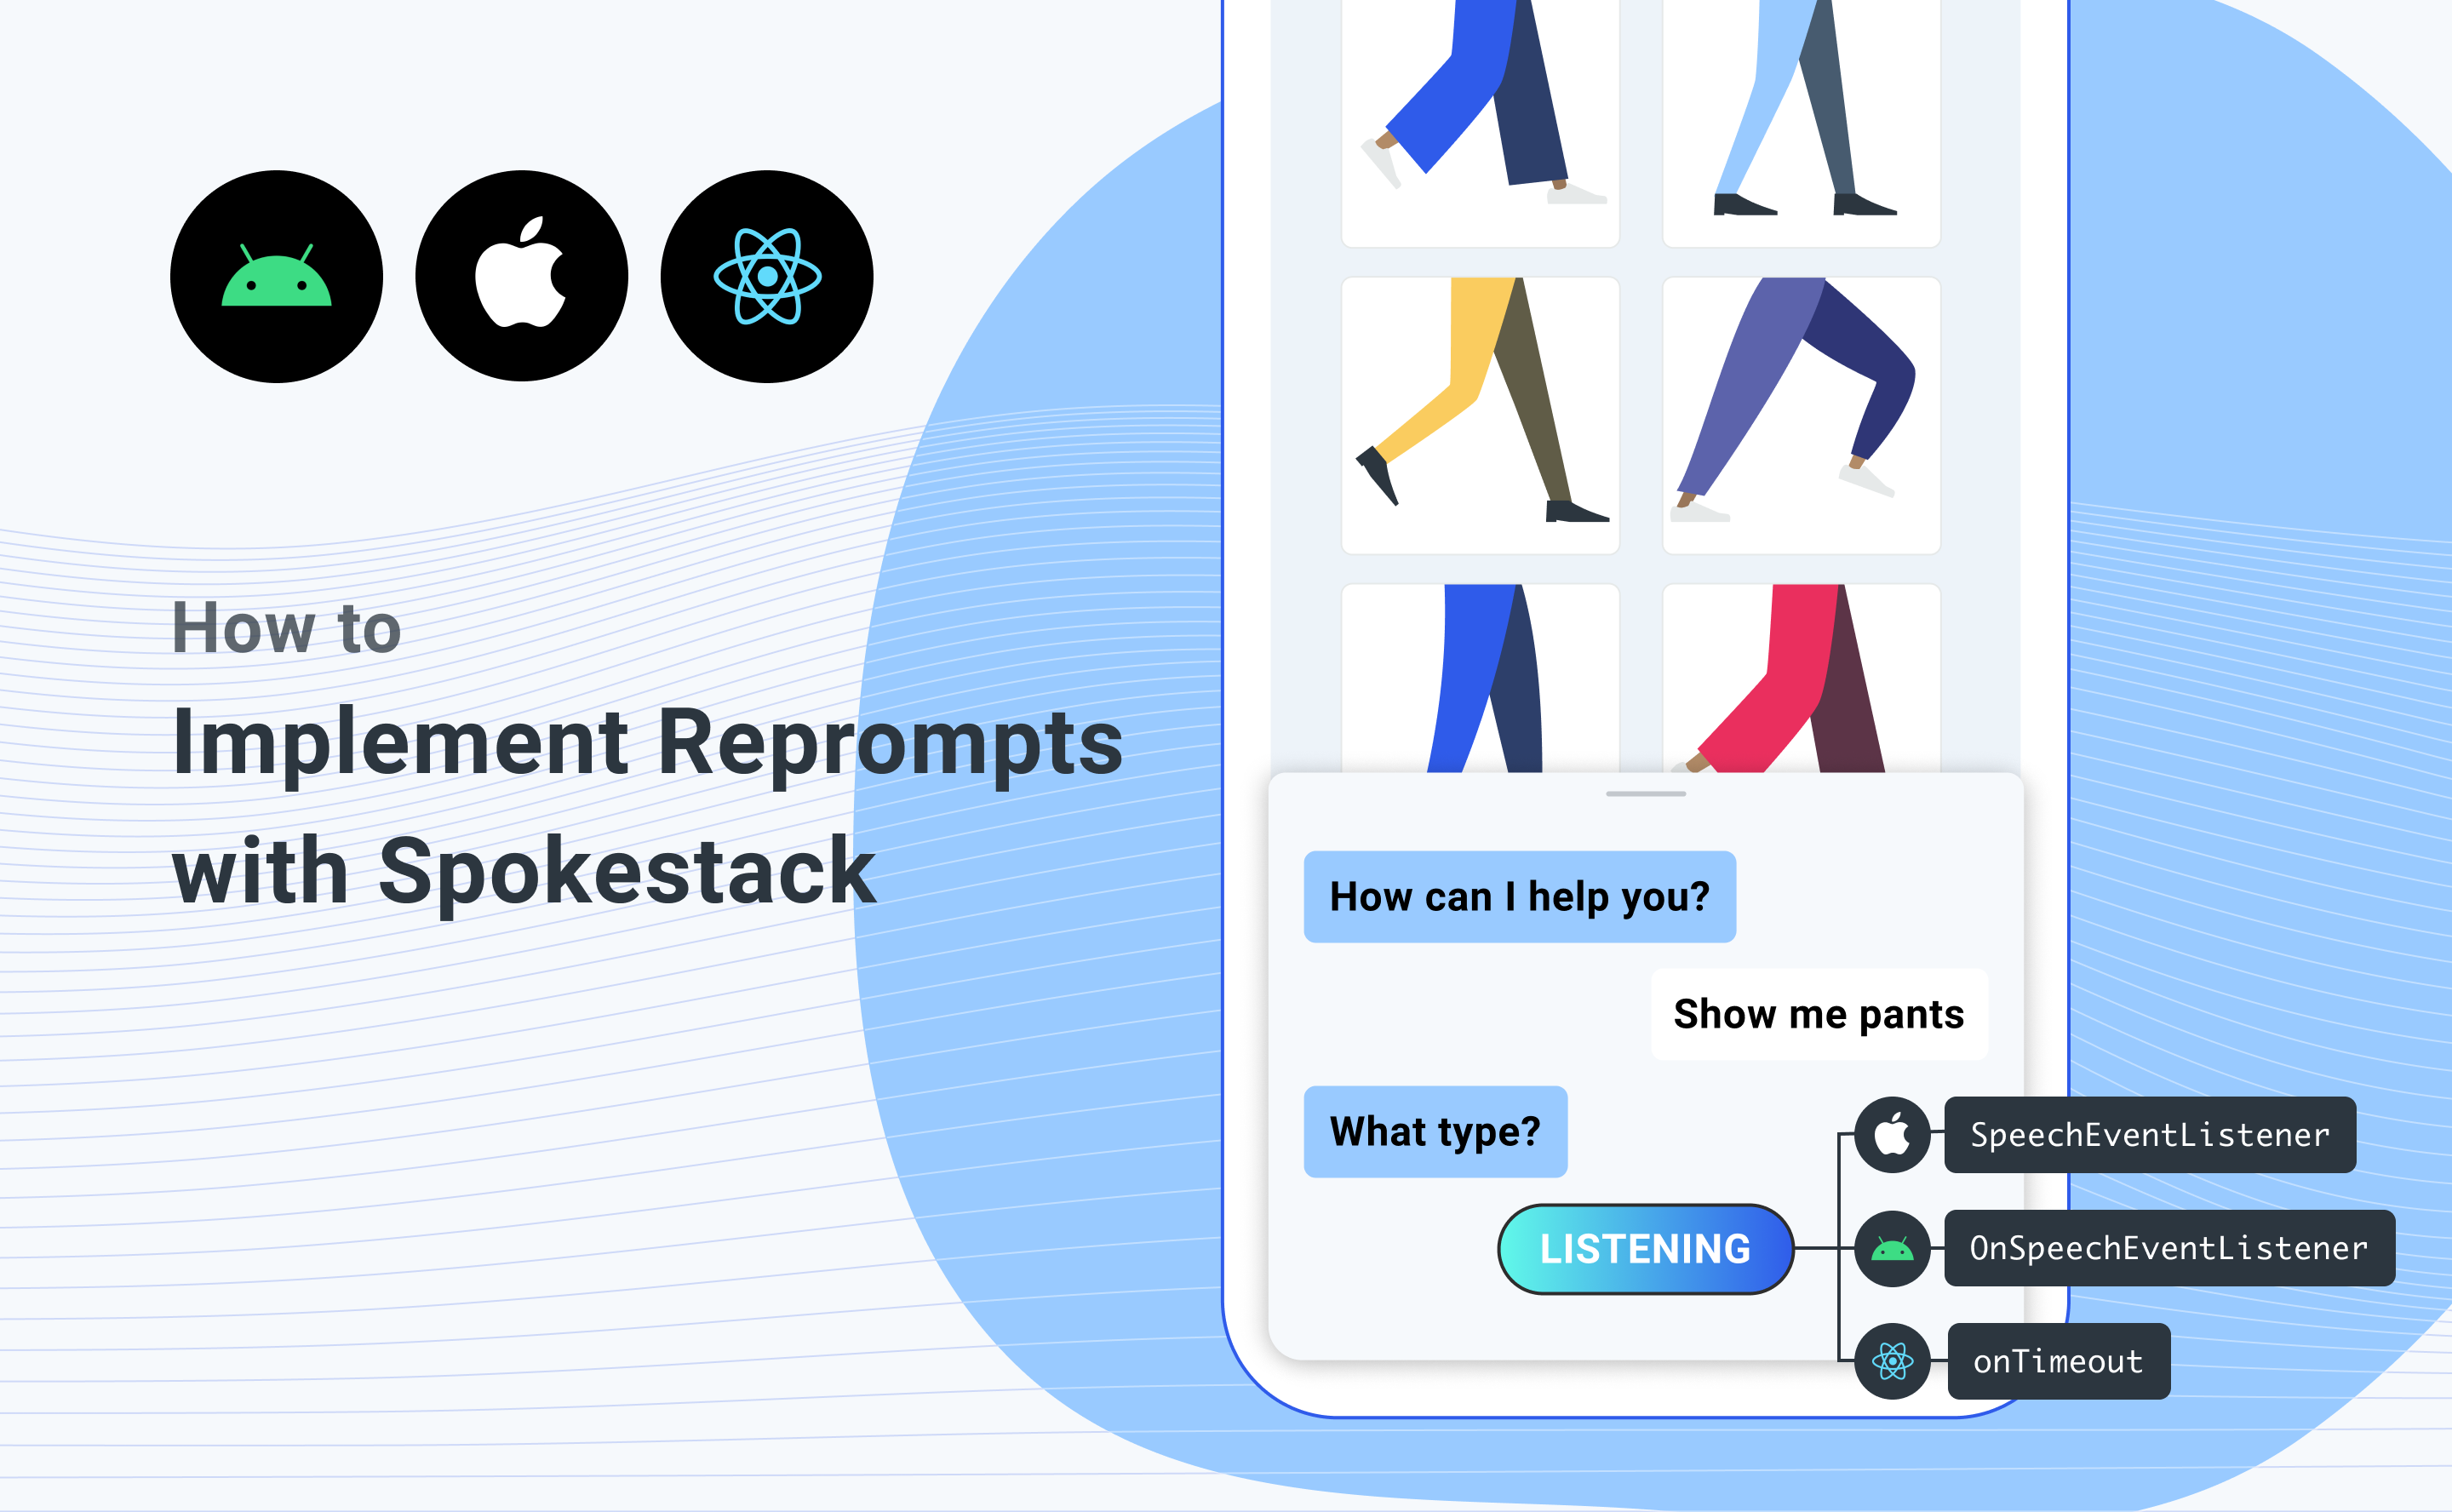 How to
Implement Reprompts
with Spokestack
How can I help you?
Show me pants
What type?
LISTENING
SpeechEventListener
OnSpeechEventListener
onTimeout